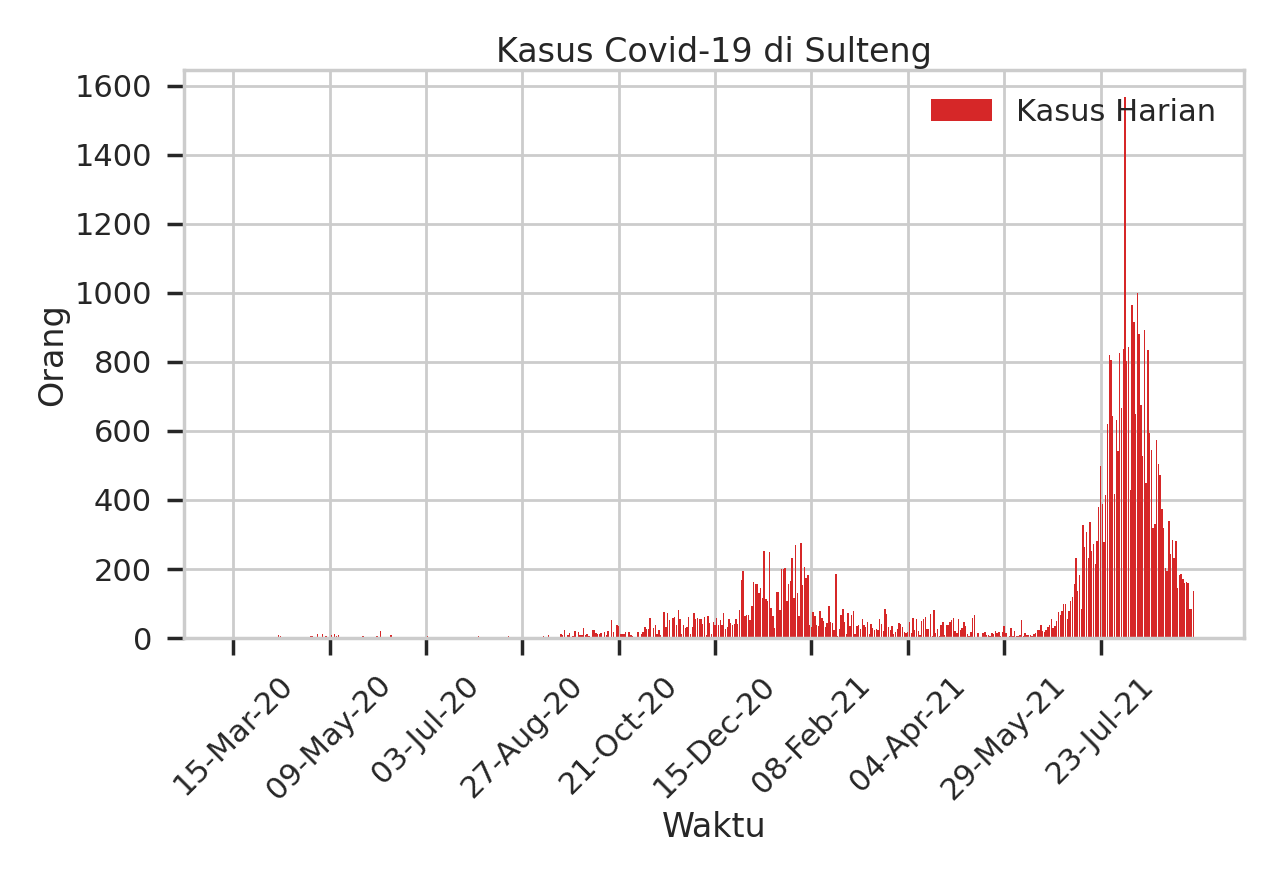 Kasus Covid-19 di Sulteng
Kasus Harian
Orang
1600
1400
1200
1000
800
600
400
200
0
15-Mar-20
09-May-20
03-Jul-20
27-Aug-20
21-Oct-20
15-Dec-20
08-Feb-21
04-Apr-21
29-May-21
23-Jul-21
Waktu